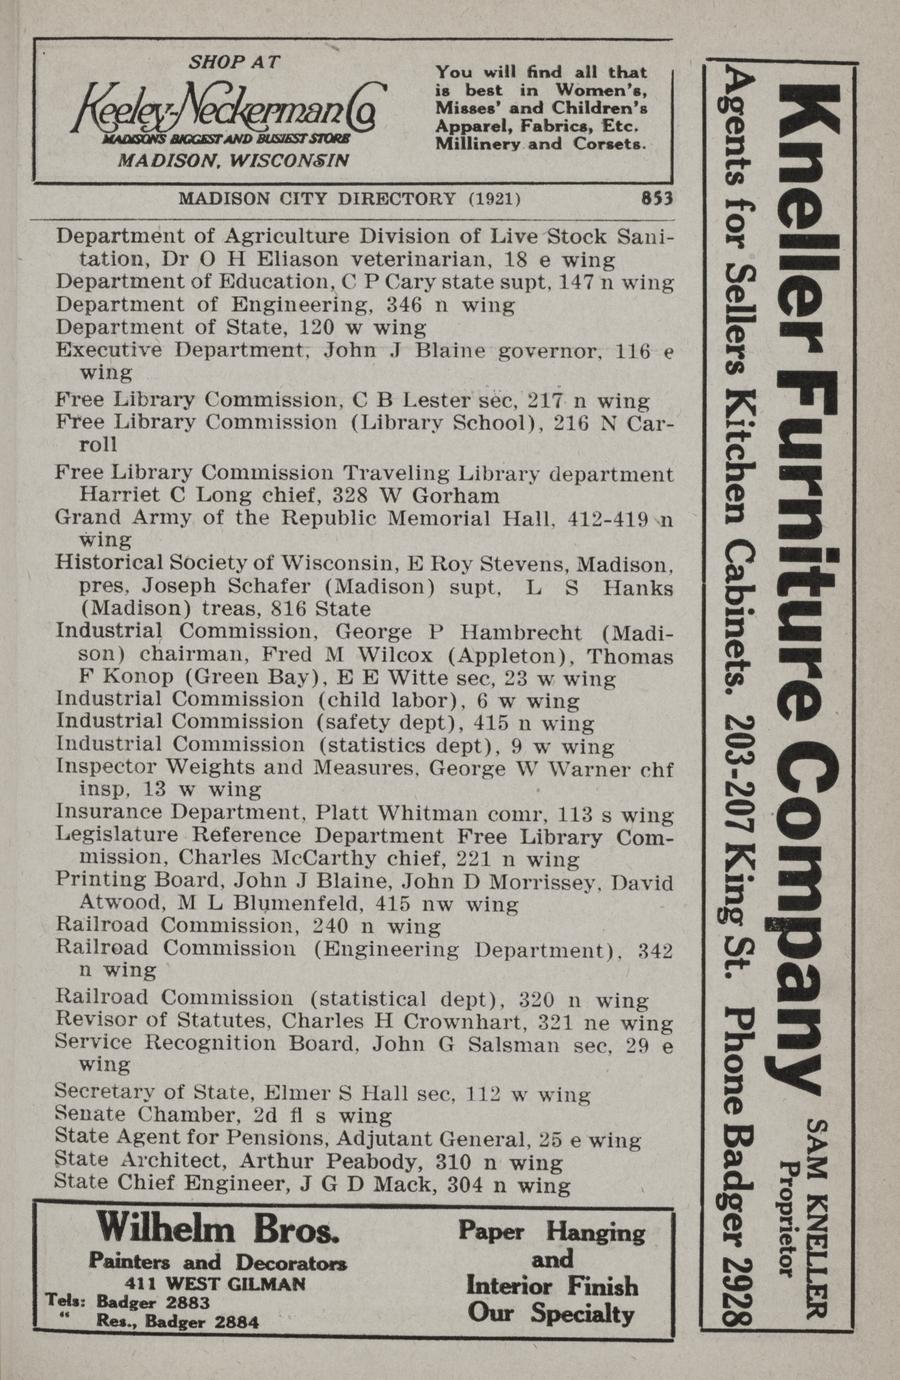 SHOP AT
Keeley-Neckerman Co
MADISON'S BIGGEST AND BUSIEST STORE
MADISON, WISCONSIN
You will find all that
is best in Women's,
Misses' and Children's
Apparel, Fabrics, Etc.
Millinery and Corsets.
MADISON CITY DIRECTORY (1921) 853
Department of Agriculture Division of Live Stock Sani-
tation, Dr O H Eliason veterinarian, 18 e wing
Department of Education, C P Cary state supt, 147 n wing
Department of Engineering, 346 n wing
Department of State, 120 w wing
Executive Department, John J Blaine governor, 116 e
wing
Free Library Commission, C B Lester sec, 217 n wing
Free Library Commission (Library School), 216 N Car-
roll
Free Library Commission Traveling Library department
Harriet C Long chief, 328 W Gorham
Grand Army of the Republic Memorial Hall, 412-419 n
wing
Historical Society of Wisconsin, E Roy Stevens, Madison,
pres, Joseph Schafer (Madison) supt, L S Hanks
(Madison) treas, 816 State
Industrial Commission, George P Hambrecht (Madi-
son) chairman, Fred M Wilcox (Appleton), Thomas
F Konop (Green Bay), E E Witte sec, 23 w wing
Industrial Commission (child labor), 6 w wing
Industrial Commission (safety dept), 415 n wing
Industrial Commission (statistics dept), 9 w wing
Inspector Weights and Measures, George W Warner chf
insp, 13 w wing
Insurance Department, Platt Whitman comr, 113 s wing
Legislature Reference Department Free Library Com-
mission, Charles McCarthy chief, 221 n wing
Printing Board, John J Blaine, John D Morrissey, David
Atwood, M L Blumenfeld, 415 nw wing
Railroad Commission, 240 n wing
Railroad Commission (Engineering Department), 342
n wing
Railroad Commission (statistical dept), 320 n wing
Revisor of Statutes, Charles H Crownhart, 321 ne wing
Service Recognition Board, John G Salsman sec, 29 e
wing
Secretary of State, Elmer S Hall sec, 112 w wing
Senate Chamber, 2d fl s wing
State Agent for Pensions, Adjutant General, 25 e wing
State Architect, Arthur Peabody, 310 n wing
State Chief Engineer, J G D Mack, 304 n wing
Wilhelm Bros.
Painters and Decorators
411 WEST GILMAN
Tels: Badger 2883
" Res., Badger 2884
Paper Hanging
and
Interior Finish
Our Specialty
Kneller Furniture Company
SAM KNELLER
Proprietor
Agents for Sellers Kitchen Cabinets. 203-207 King St. Phone Badger 2928